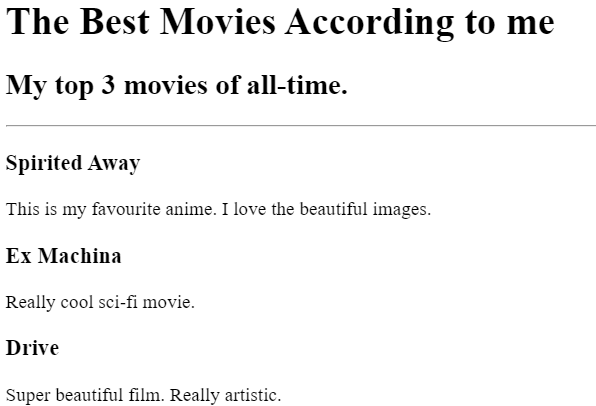 The Best Movies According to me
My top 3 movies of all-time.
Spirited Away
This is my favourite anime. I love the beautiful images.
Ex Machina
Really cool sci-fi movie.
Drive
Super beautiful film. Really artistic.